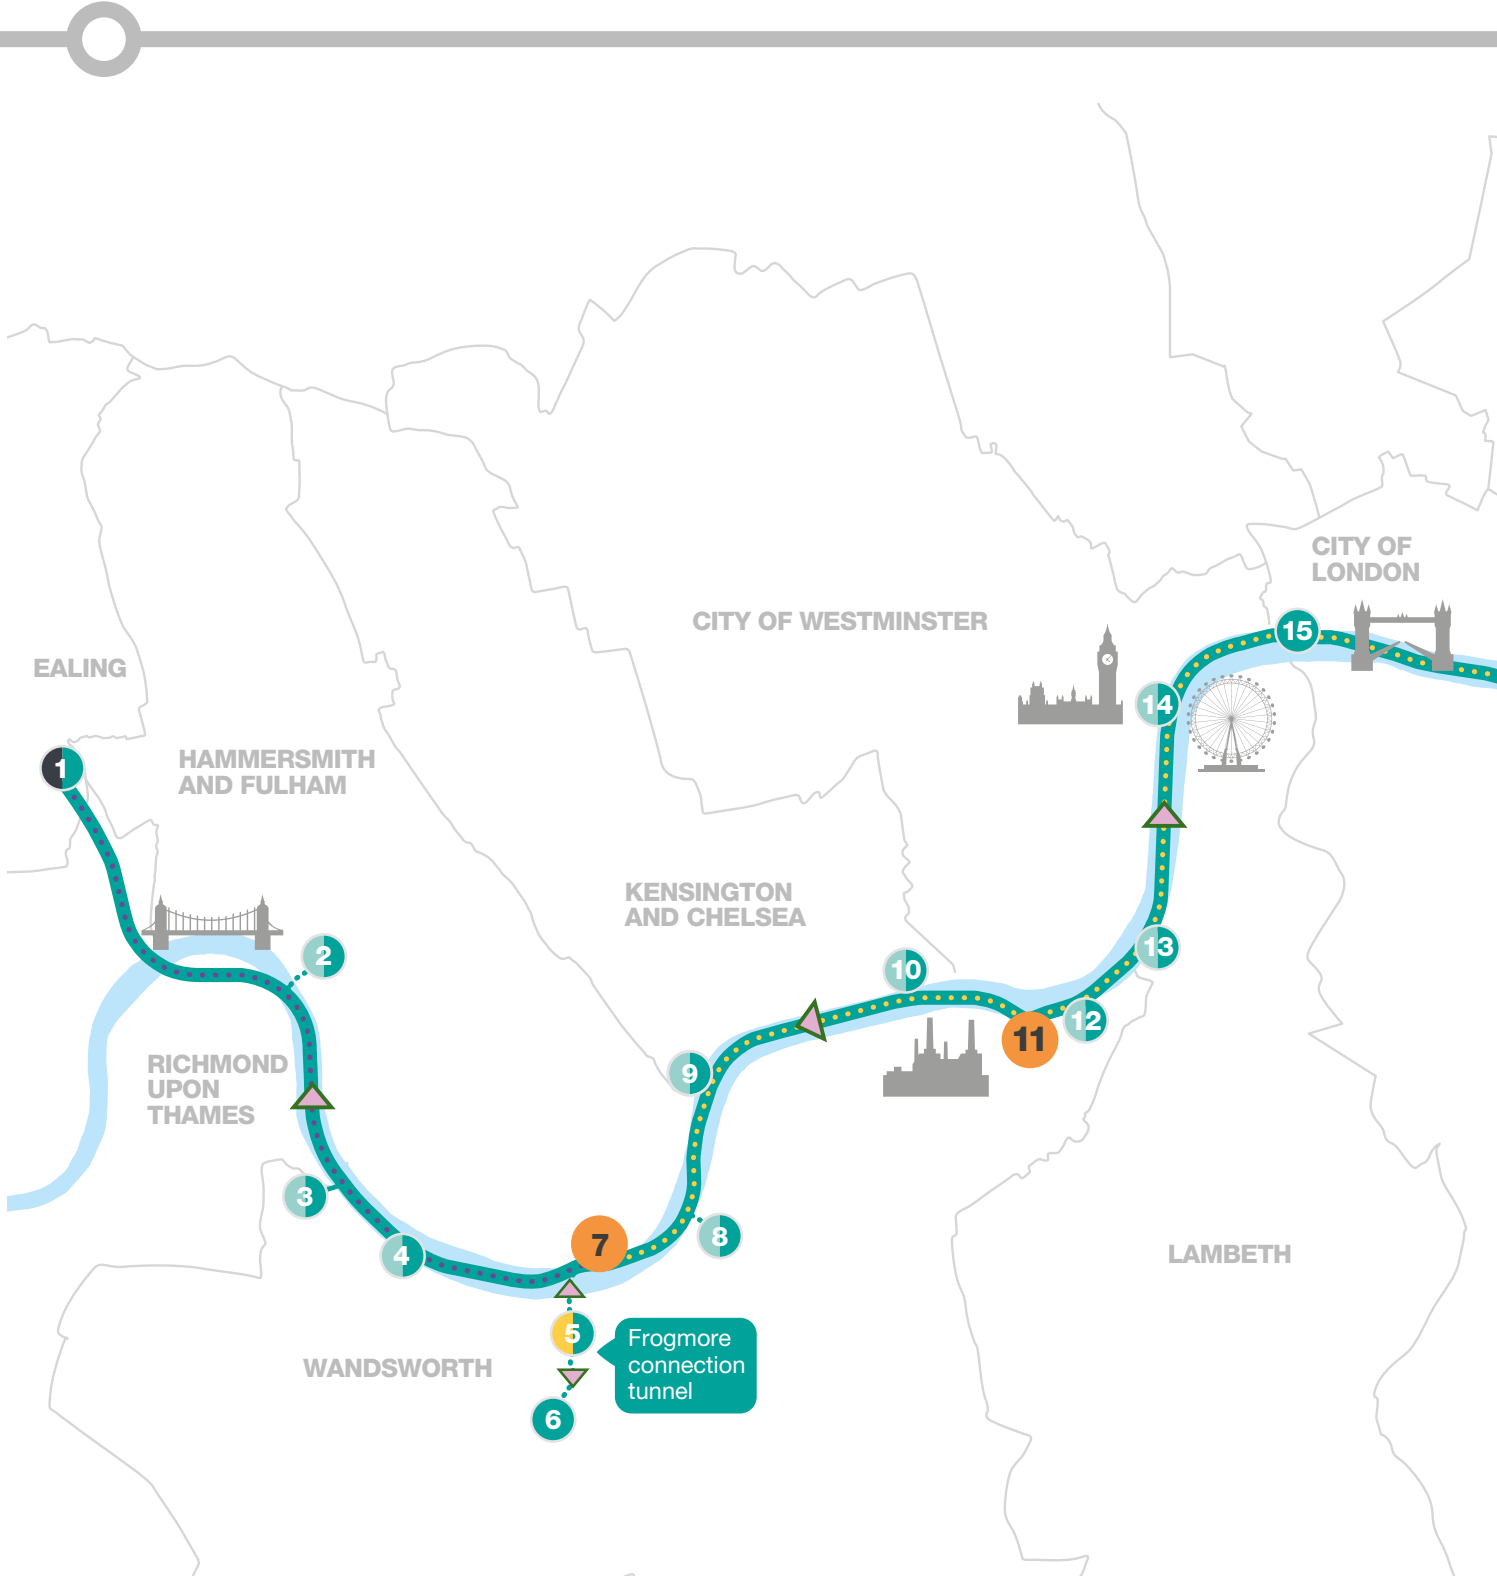 CITY OF
LONDON
CITY OF WESTMINSTER
15
EALING
14
1
HAMMERSMITH
AND FULHAM
KENSINGTON
AND CHELSEA
2
10
13
12
11
RICHMOND
UPON
THAMES
9
3
8
7
4
LAMBETH
5
Frogmore
connection
tunnel
WANDSWORTH
6